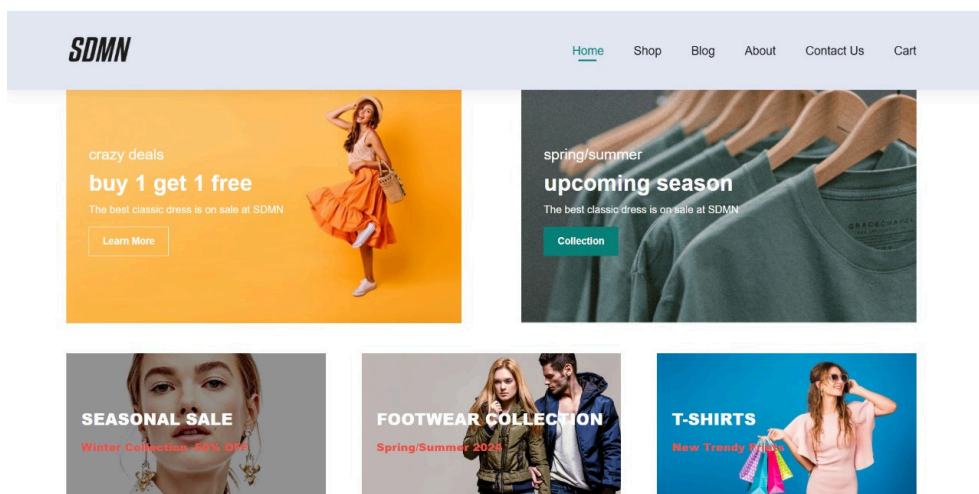 SDMN
Home Shop Blog About Contact Us Cart
crazy deals
buy 1 get 1 free
The best classic dress is on sale at SDMN
Learn More
spring/summer
upcoming season
The best classic dress is on sale at SDMN
Collection
SEASONAL SALE
Winter Collection -50% OFF
FOOTWEAR COLLECTION
Spring/Summer 2024
T-SHIRTS
New Trendy Prints